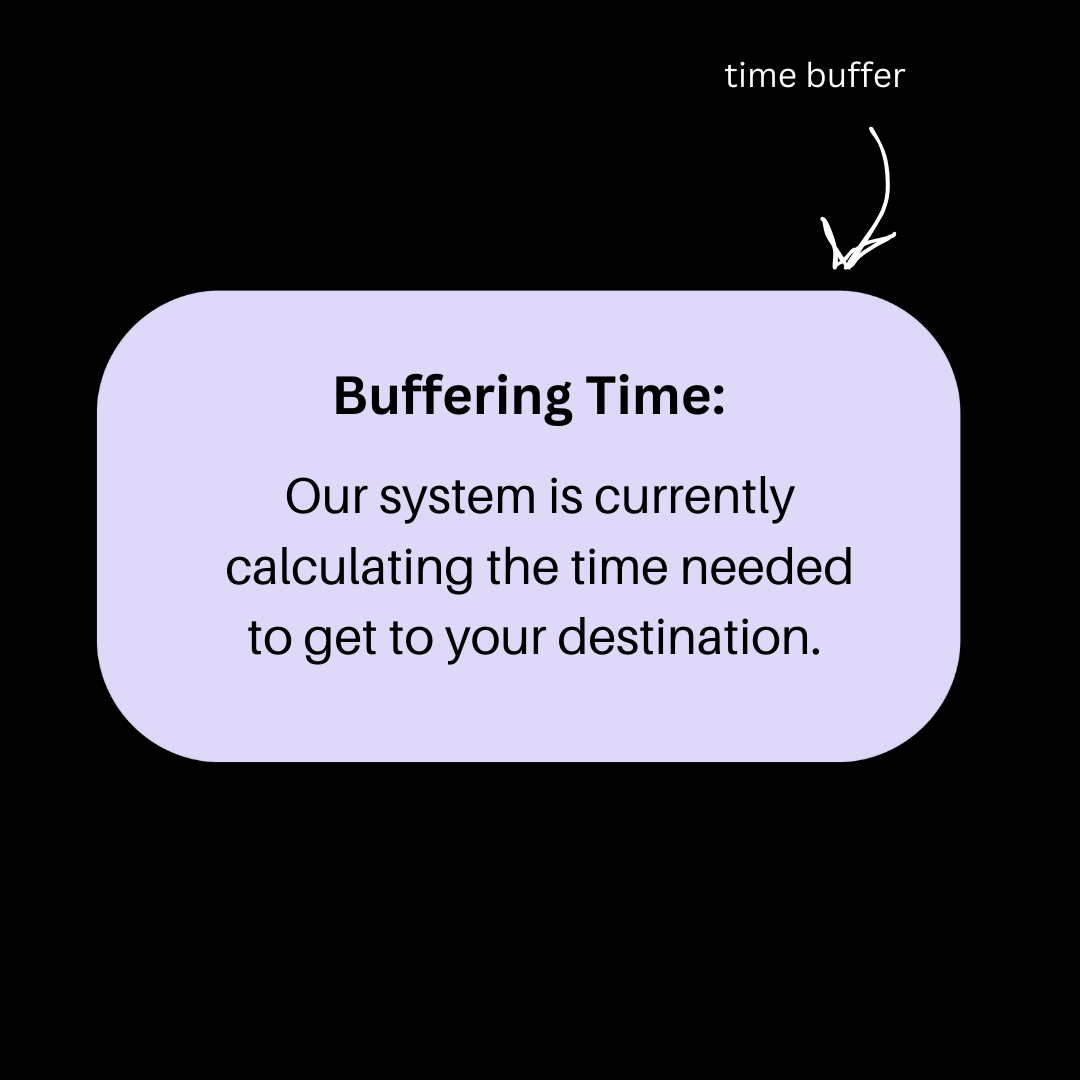 time buffer
Buffering Time:
Our system is currently
calculating the time needed
to get to your destination.